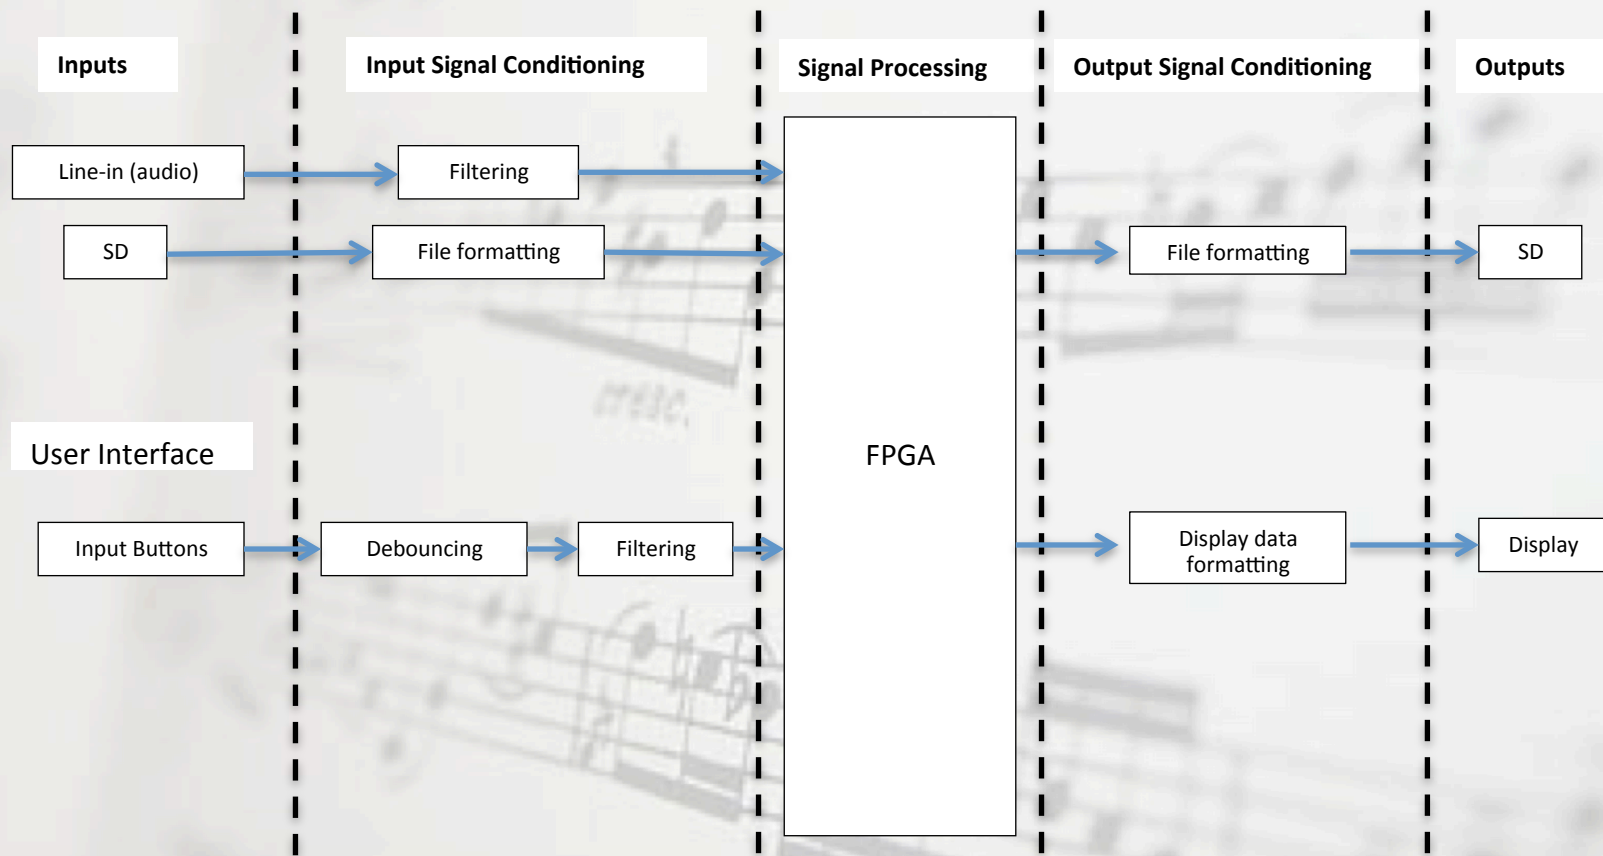 Inputs
Input Signal Conditioning
Signal Processing
Output Signal Conditioning
Outputs
Line-in (audio)
Filtering
SD
File formatting
File formatting
SD
cresc.
User Interface
FPGA
Input Buttons
Debouncing
Filtering
Display data
formatting
Display